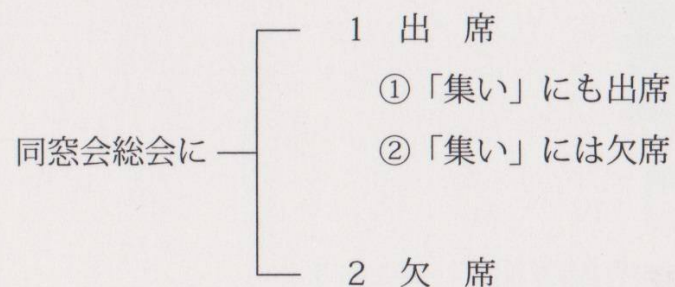 1 出 席
①「集い」にも出席
②「集い」には欠席
同窓会総会に
2 欠 席